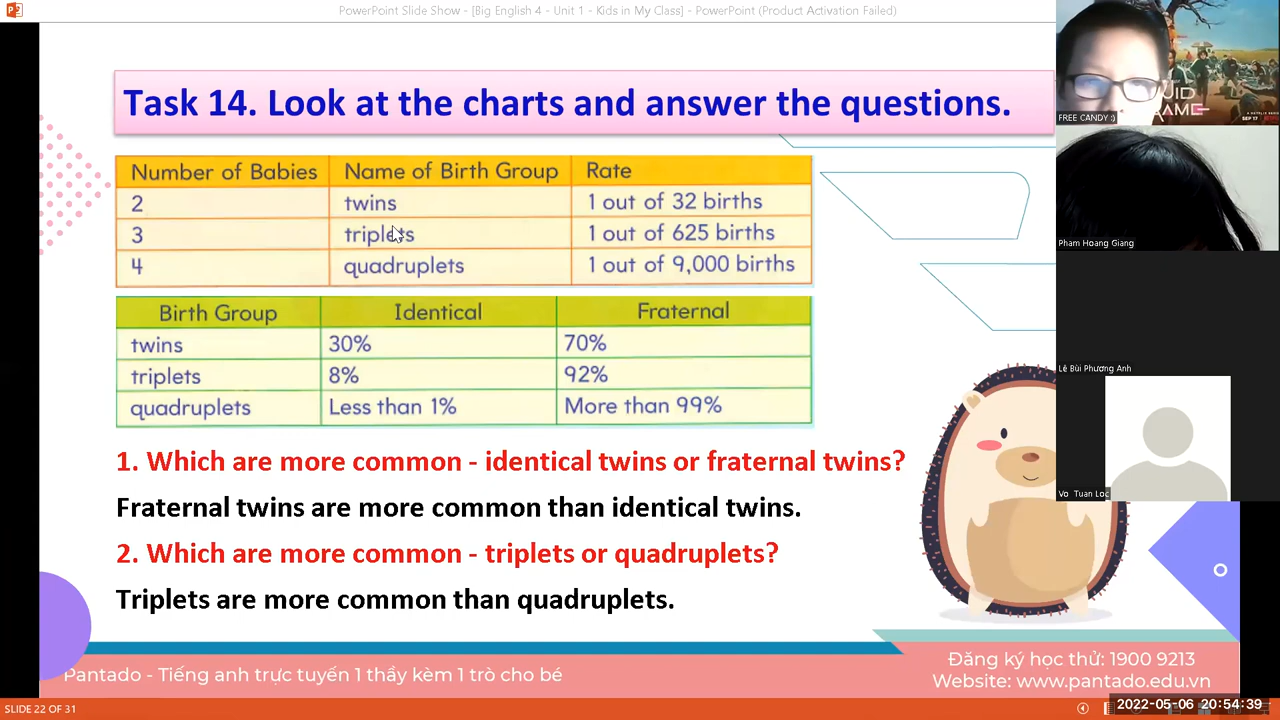 PowerPoint Slide Show - [Big English 4 - Unit 1 - Kids in My Class] - PowerPoint (Product Activation Failed)
Task 14. Look at the charts and answer the questions.
Number of Babies Name of Birth Group Rate
2 twins 1 out of 32 births
3 triplets 1 out of 625 births
4 quadruplets 1 out of 9,000 births
Birth Group Identical Fraternal
twins 30% 70%
triplets 8% 92%
quadruplets Less than 1% More than 99%
1. Which are more common - identical twins or fraternal twins?
Fraternal twins are more common than identical twins.
2. Which are more common - triplets or quadruplets?
Triplets are more common than quadruplets.
Pantado - Tiếng anh trực tuyến 1 thầy kèm 1 trò cho bé
Đăng ký học thử: 1900 9213
Website: www.pantado.edu.vn
SLIDE 22 OF 31
2022-05-06 20:54:39
FREE CANDY :)
Pham Hoang Giang
Lê Bùi Phương Anh
Vo Tuan Loc